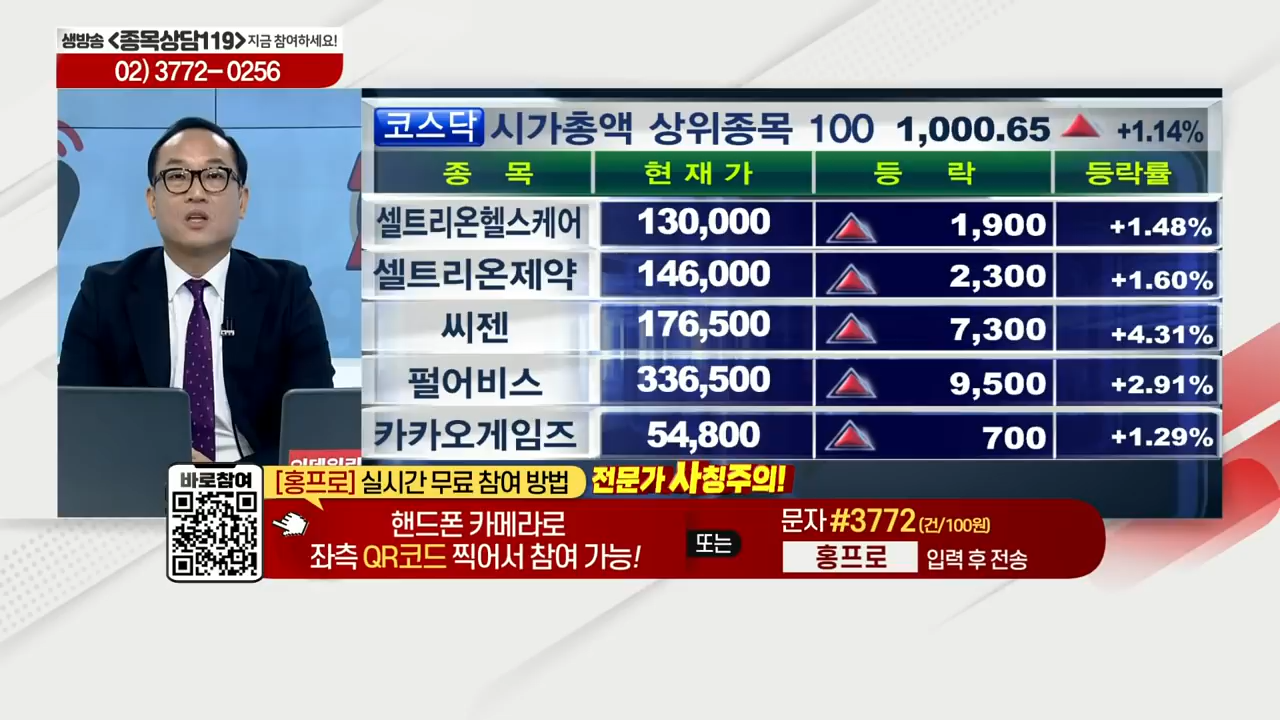 생방송 <종목상담119> 지금 참여하세요!
02) 3772-0256
코스닥 시가총액 상위종목 100 1,000.65 ▲ +1.14%
종 목 현재가 등 락 등락률
셀트리온헬스케어 130,000 ▲ 1,900 +1.48%
셀트리온제약 146,000 ▲ 2,300 +1.60%
씨젠 176,500 ▲ 7,300 +4.31%
펄어비스 336,500 ▲ 9,500 +2.91%
카카오게임즈 54,800 ▲ 700 +1.29%
바로참여 [홍프로] 실시간 무료 참여 방법 전문가 사칭주의!
핸드폰 카메라로
좌측 QR코드 찍어서 참여 가능!
또는
문자 #3772 (건/100원)
홍프로 입력 후 전송